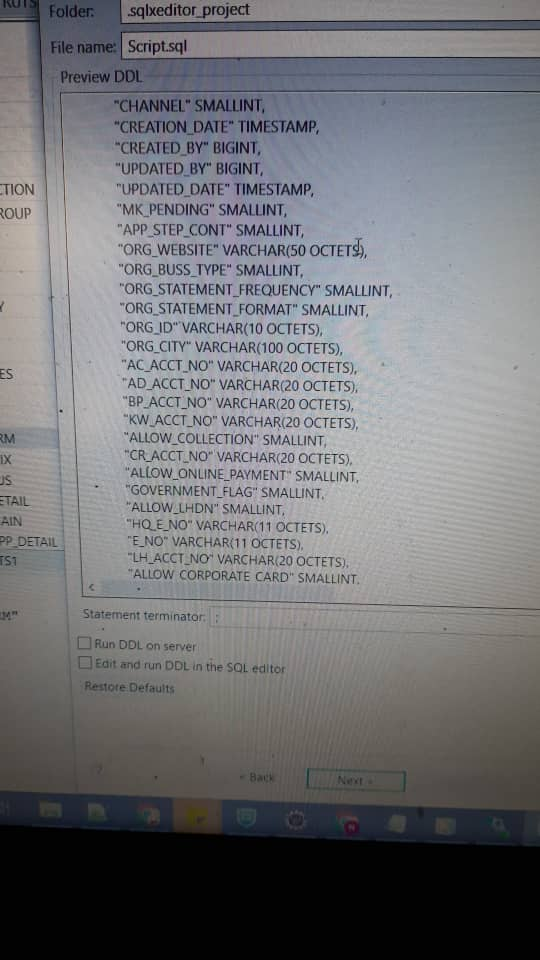 Folder: .sqlxeditor_project
File name: Script.sql
Preview DDL
"CHANNEL" SMALLINT,
"CREATION_DATE" TIMESTAMP,
"CREATED_BY" BIGINT,
"UPDATED_BY" BIGINT,
"UPDATED_DATE" TIMESTAMP,
"MK_PENDING" SMALLINT,
"APP_STEP_CONT" SMALLINT,
"ORG_WEBSITE" VARCHAR(50 OCTETS),
"ORG_BUSS_TYPE" SMALLINT,
"ORG_STATEMENT_FREQUENCY" SMALLINT,
"ORG_STATEMENT_FORMAT" SMALLINT,
"ORG_ID" VARCHAR(10 OCTETS),
"ORG_CITY" VARCHAR(100 OCTETS),
"AC_ACCT_NO" VARCHAR(20 OCTETS),
"AD_ACCT_NO" VARCHAR(20 OCTETS),
"BP_ACCT_NO" VARCHAR(20 OCTETS),
"KW_ACCT_NO" VARCHAR(20 OCTETS),
"ALLOW_COLLECTION" SMALLINT,
"CR_ACCT_NO" VARCHAR(20 OCTETS),
"ALLOW_ONLINE_PAYMENT" SMALLINT,
"GOVERNMENT_FLAG" SMALLINT,
"ALLOW_LHDN" SMALLINT,
"HQ_E_NO" VARCHAR(11 OCTETS),
"E_NO" VARCHAR(11 OCTETS),
"LH_ACCT_NO" VARCHAR(20 OCTETS),
"ALLOW CORPORATE CARD" SMALLINT.
Statement terminator: ;
Run DDL on server
Edit and run DDL in the SQL editor
Restore Defaults
< Back
Next >
CTION
ROUP
Y
ES
RM
IX
US
ETAIL
AIN
PP_DETAIL
TS1
M"